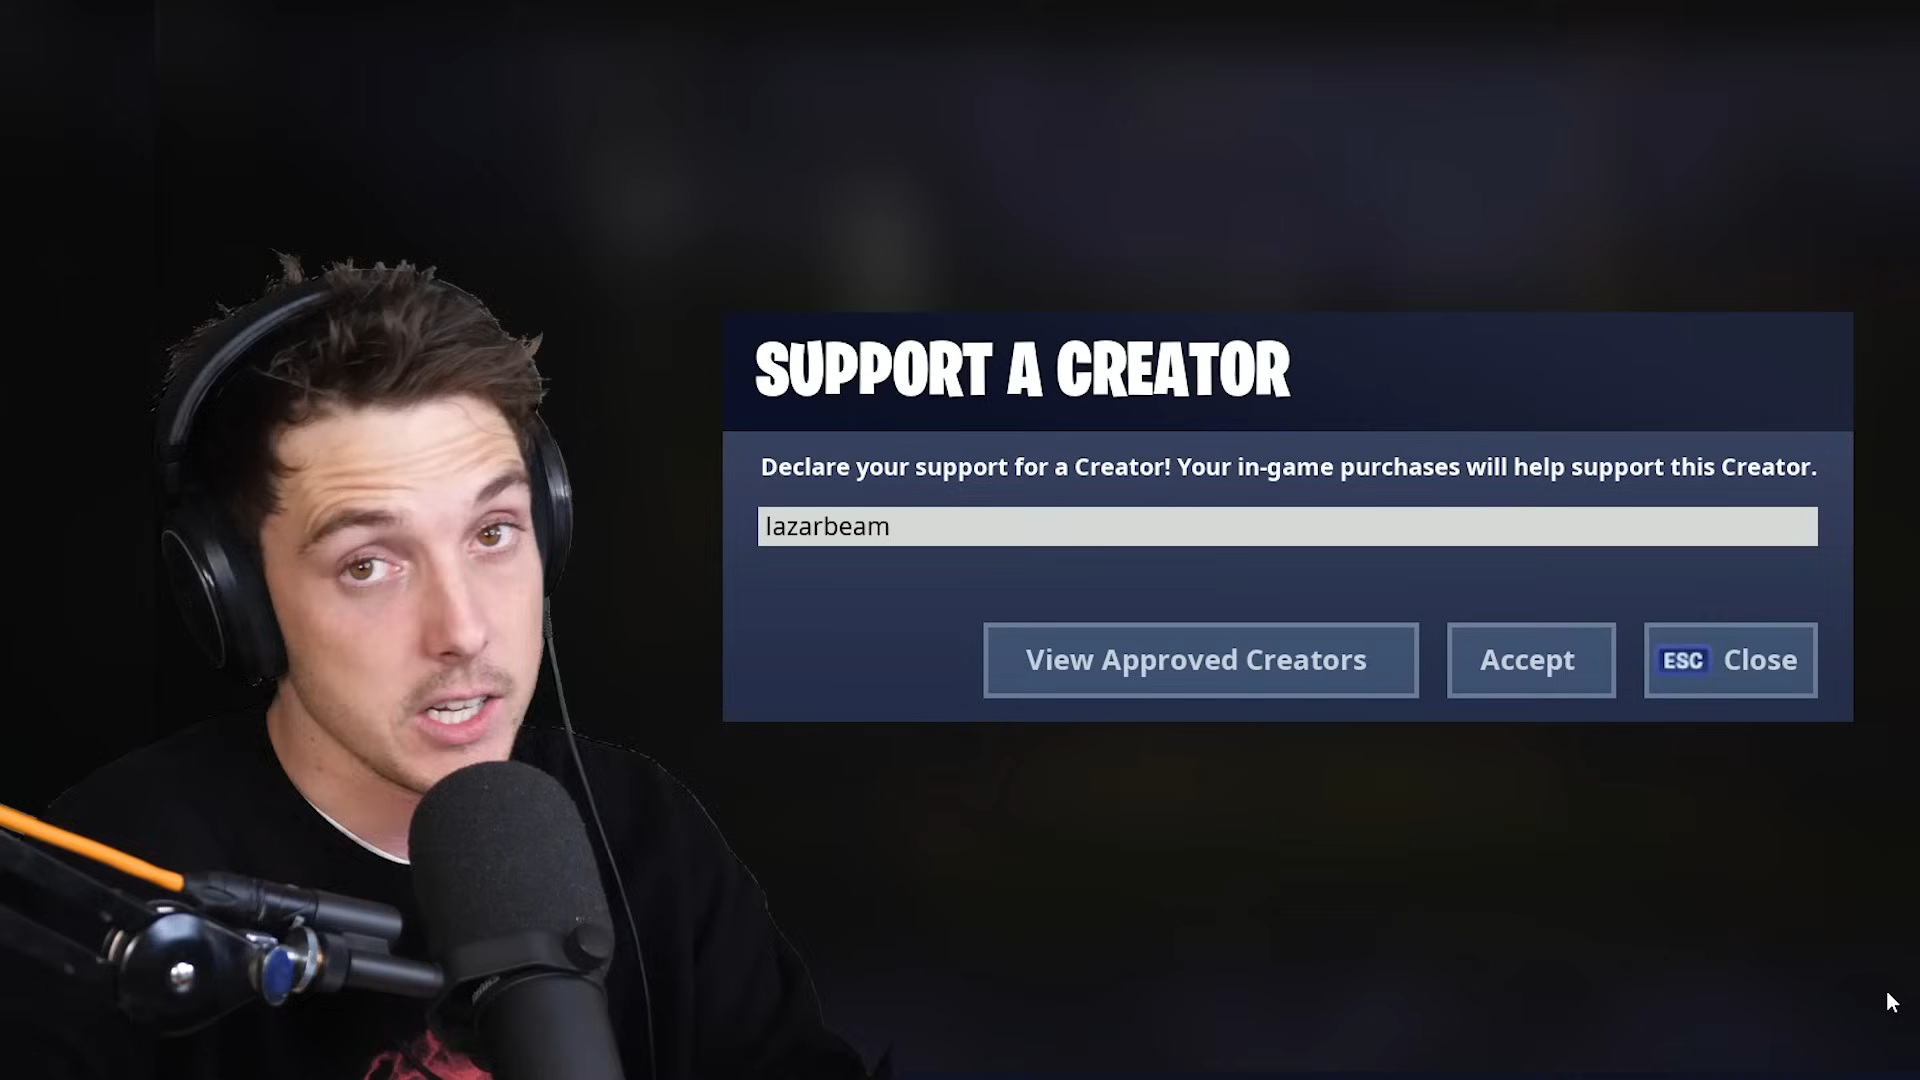 SUPPORT A CREATOR
Declare your support for a Creator! Your in-game purchases will help support this Creator.
lazarbeam
View Approved Creators
Accept
ESC Close